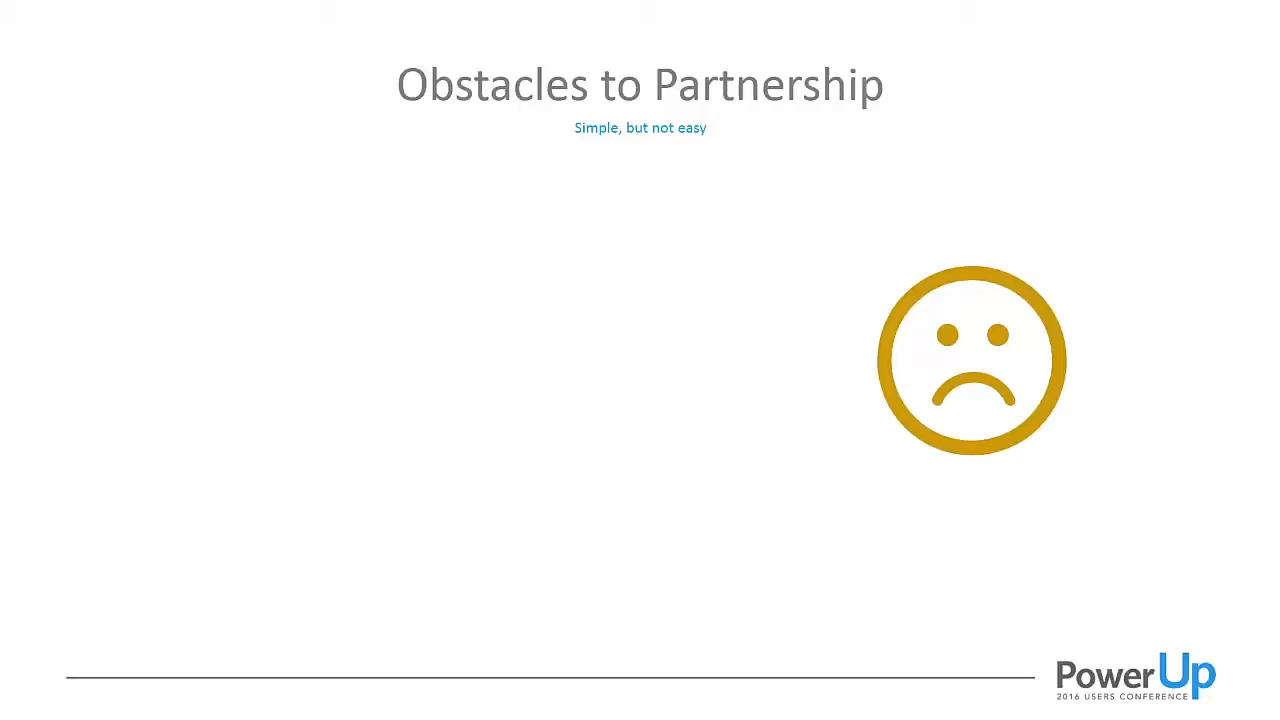 Obstacles to Partnership
Simple, but not easy
PowerUp
2016 USERS CONFERENCE